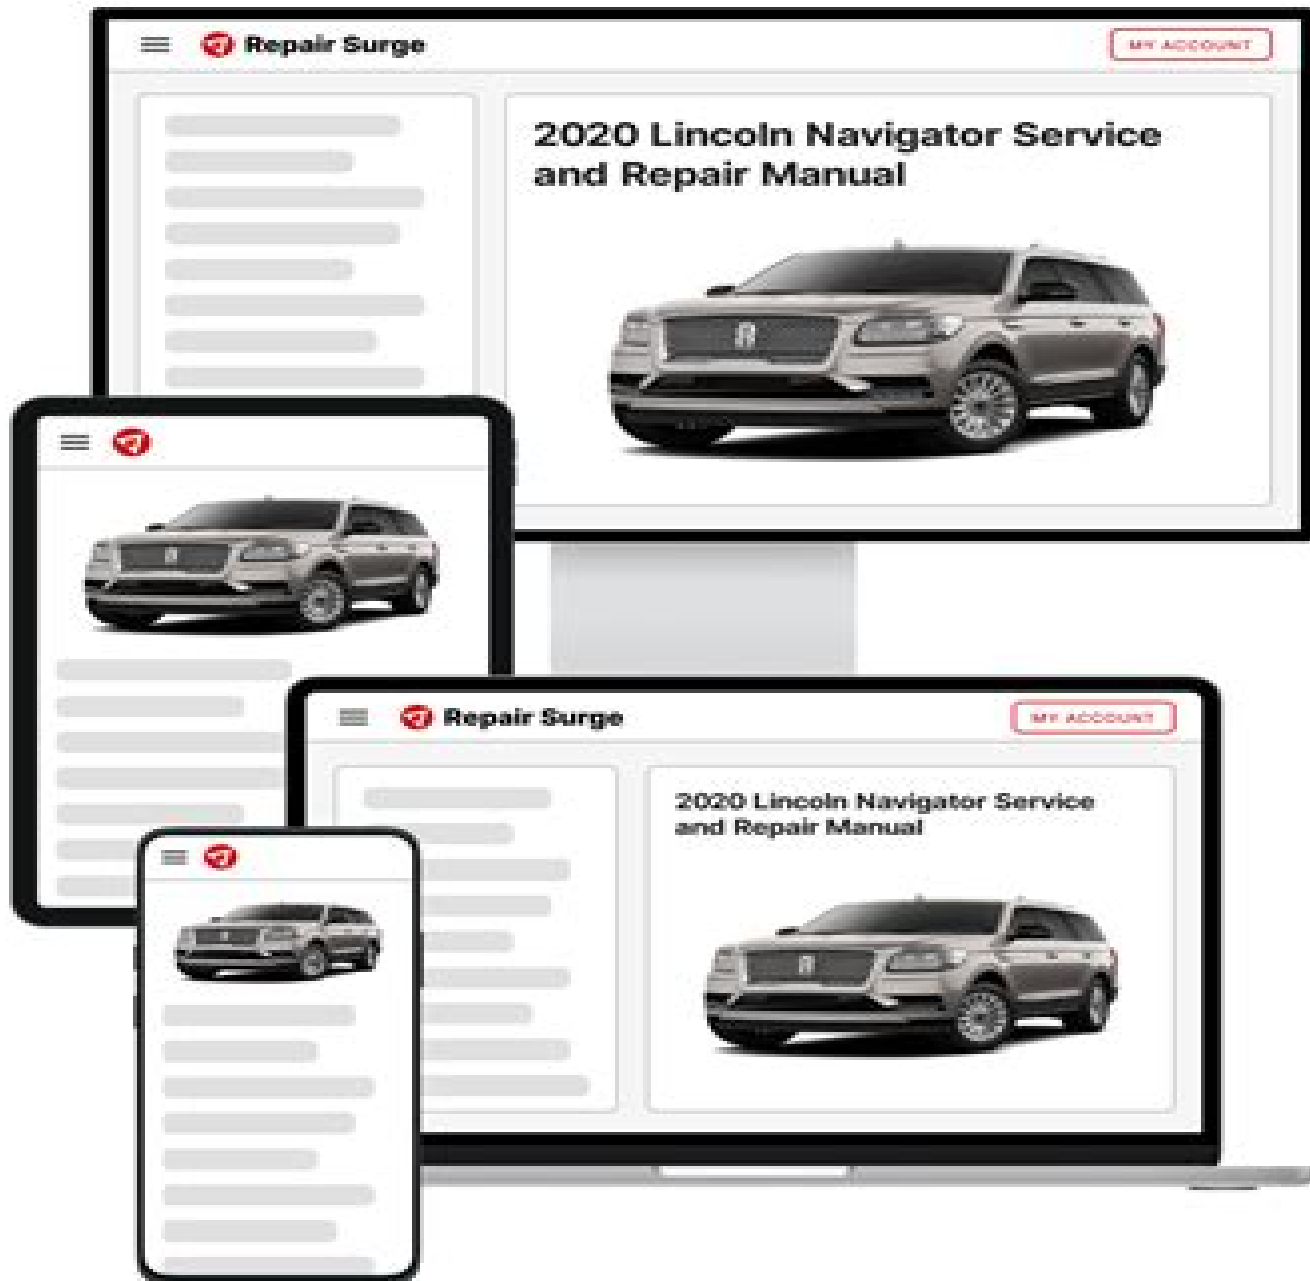 Repair Surge
MY ACCOUNT
2020 Lincoln Navigator Service
and Repair Manual
Repair Surge
MY ACCOUNT
2020 Lincoln Navigator Service
and Repair Manual